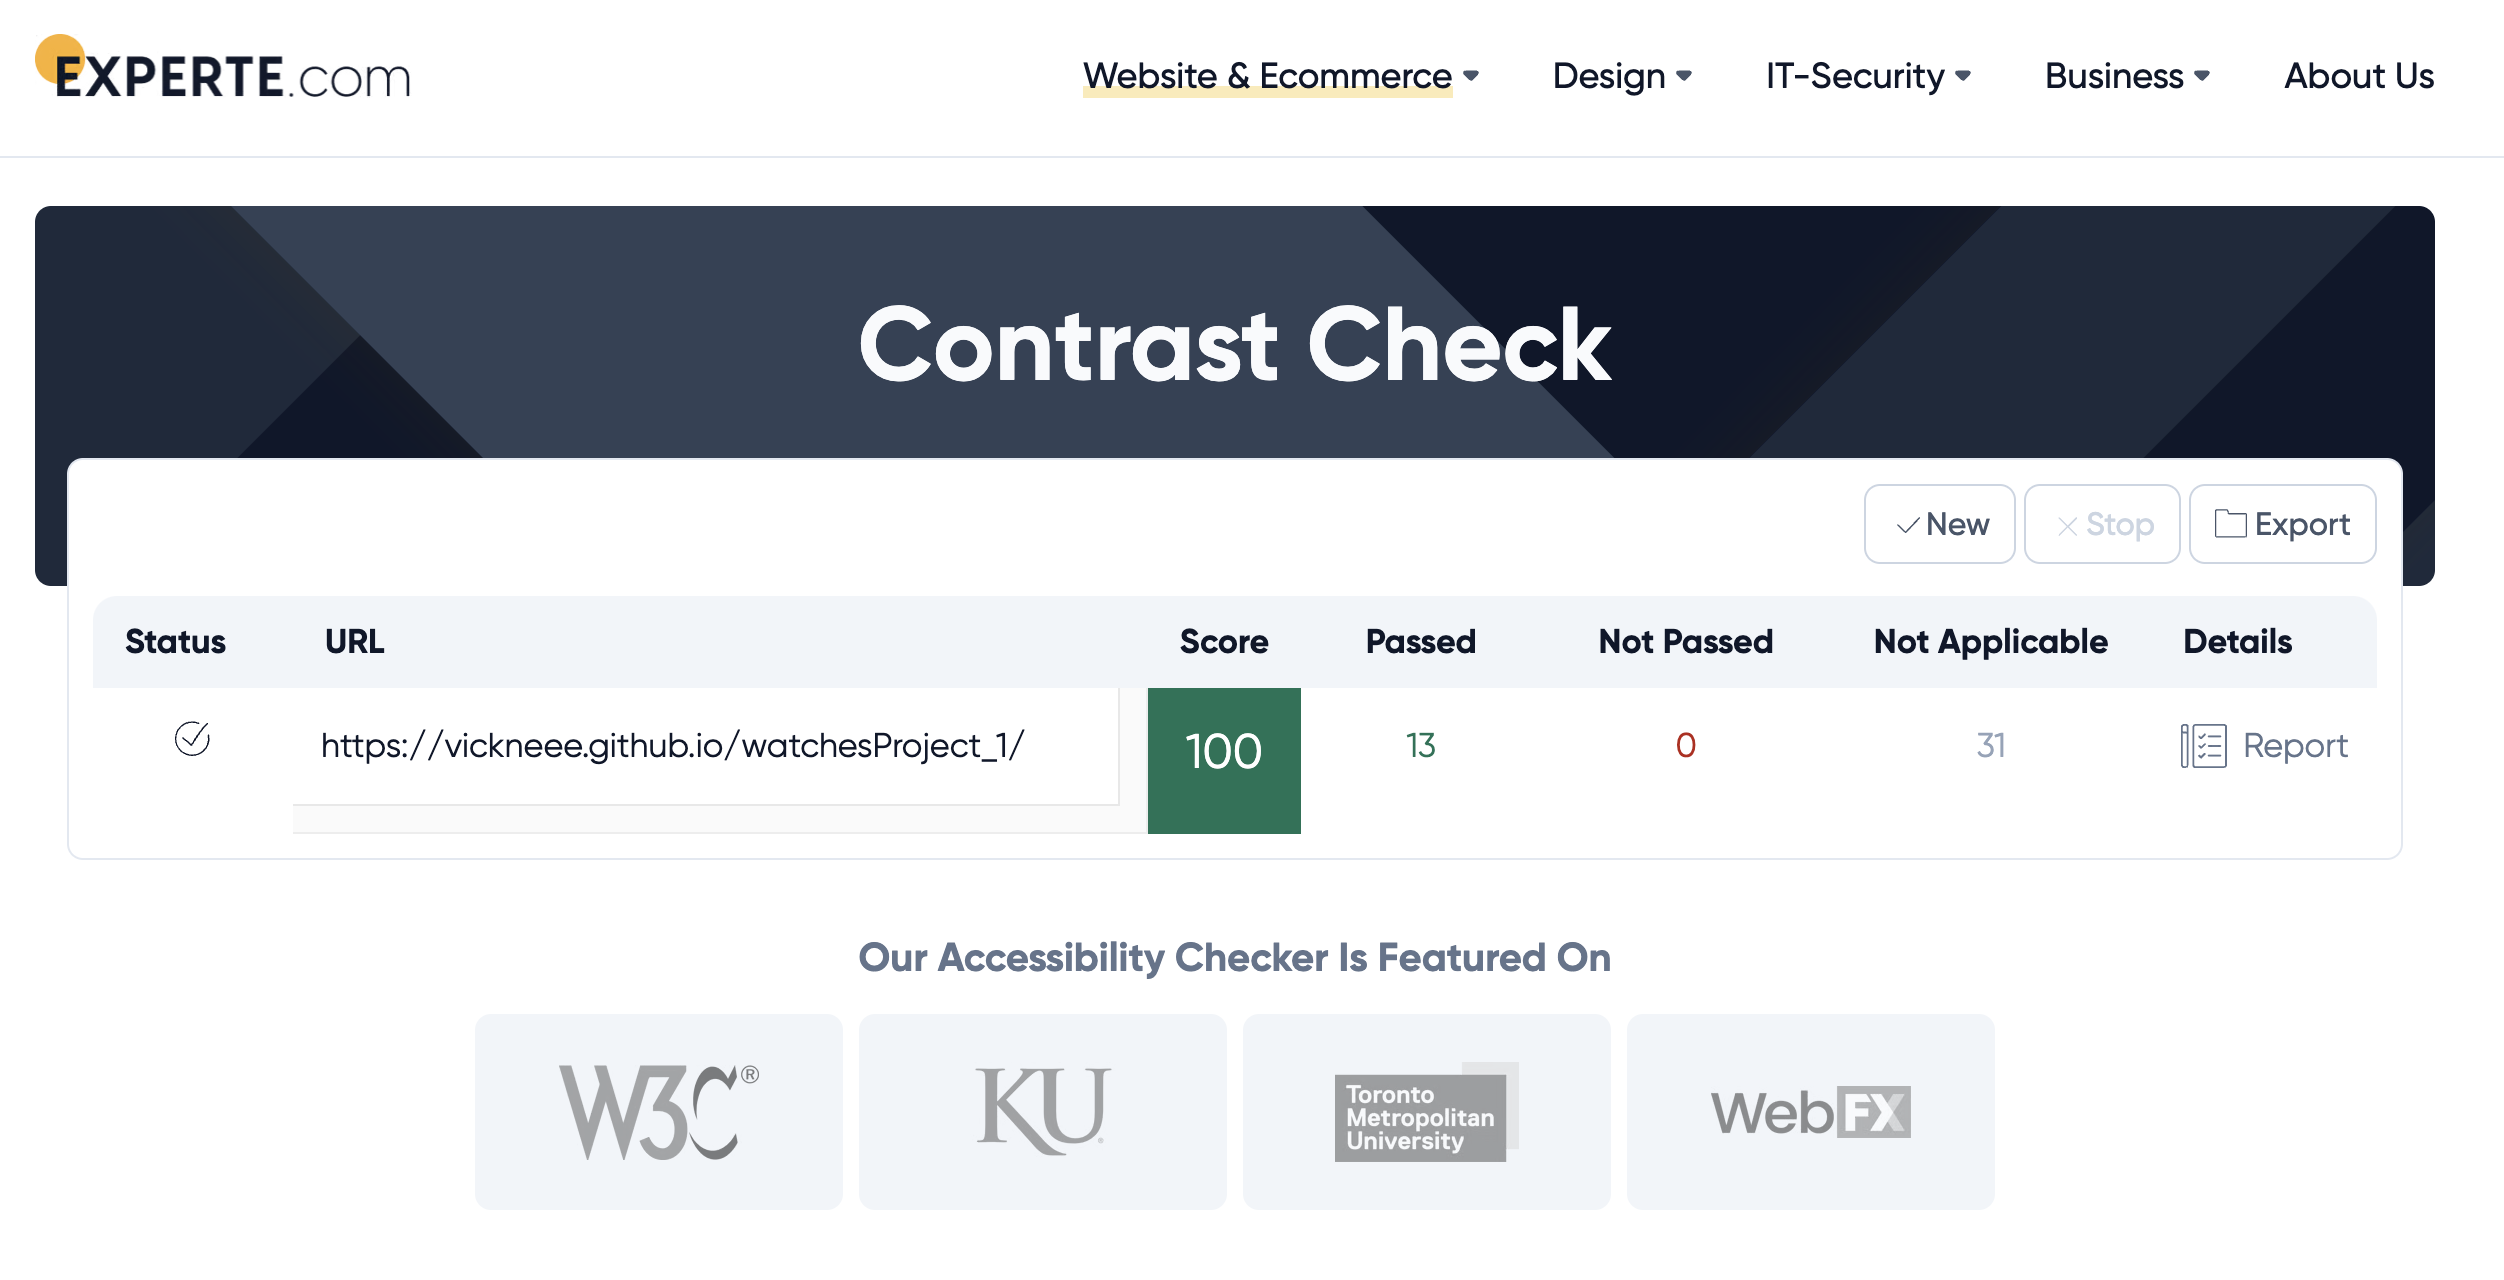 EXPERTE.com
Website & Ecommerce Design IT-Security Business About Us
Contrast Check
New Stop Export
Status URL Score Passed Not Passed Not Applicable Details
https://vickneee.github.io/watchesProject_1/ 100 13 0 31 Report
Our Accessibility Checker Is Featured On
W3C® KU Toronto
Metropolitan
University
WebFX